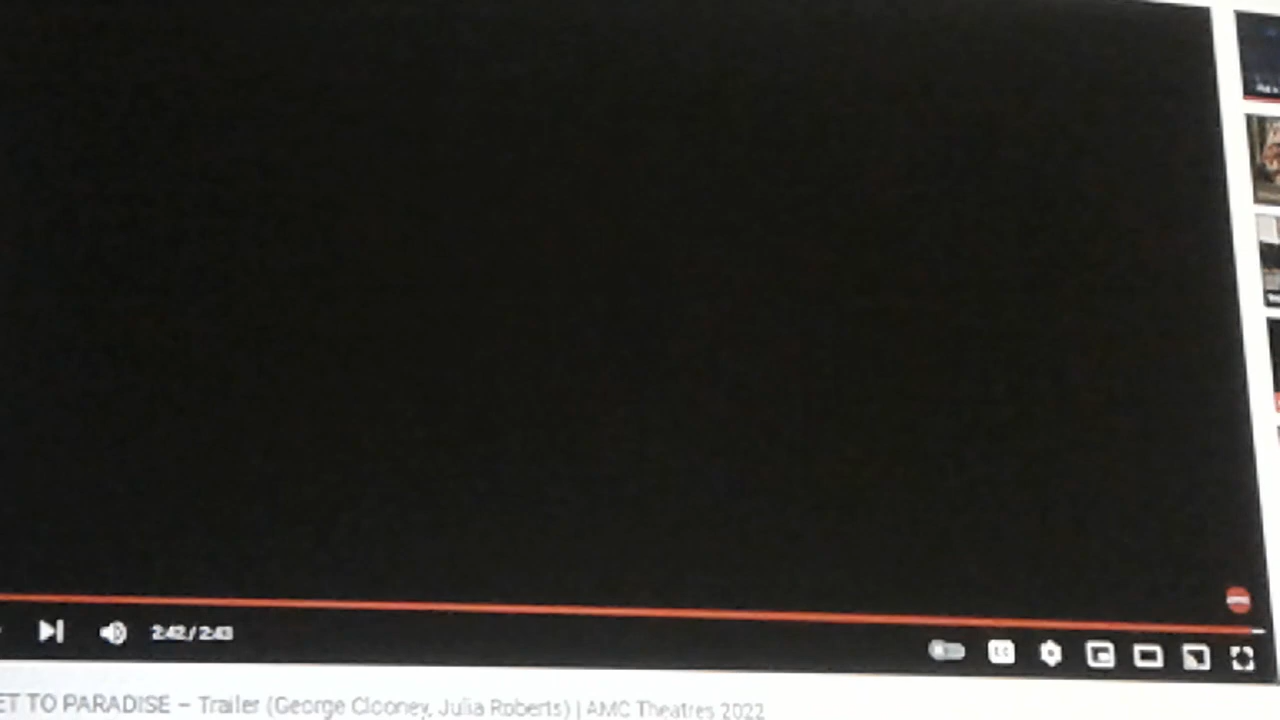 2:42 / 2:43
ET TO PARADISE – Trailer (George Clooney, Julia Roberts) | AMC Theatres 2022